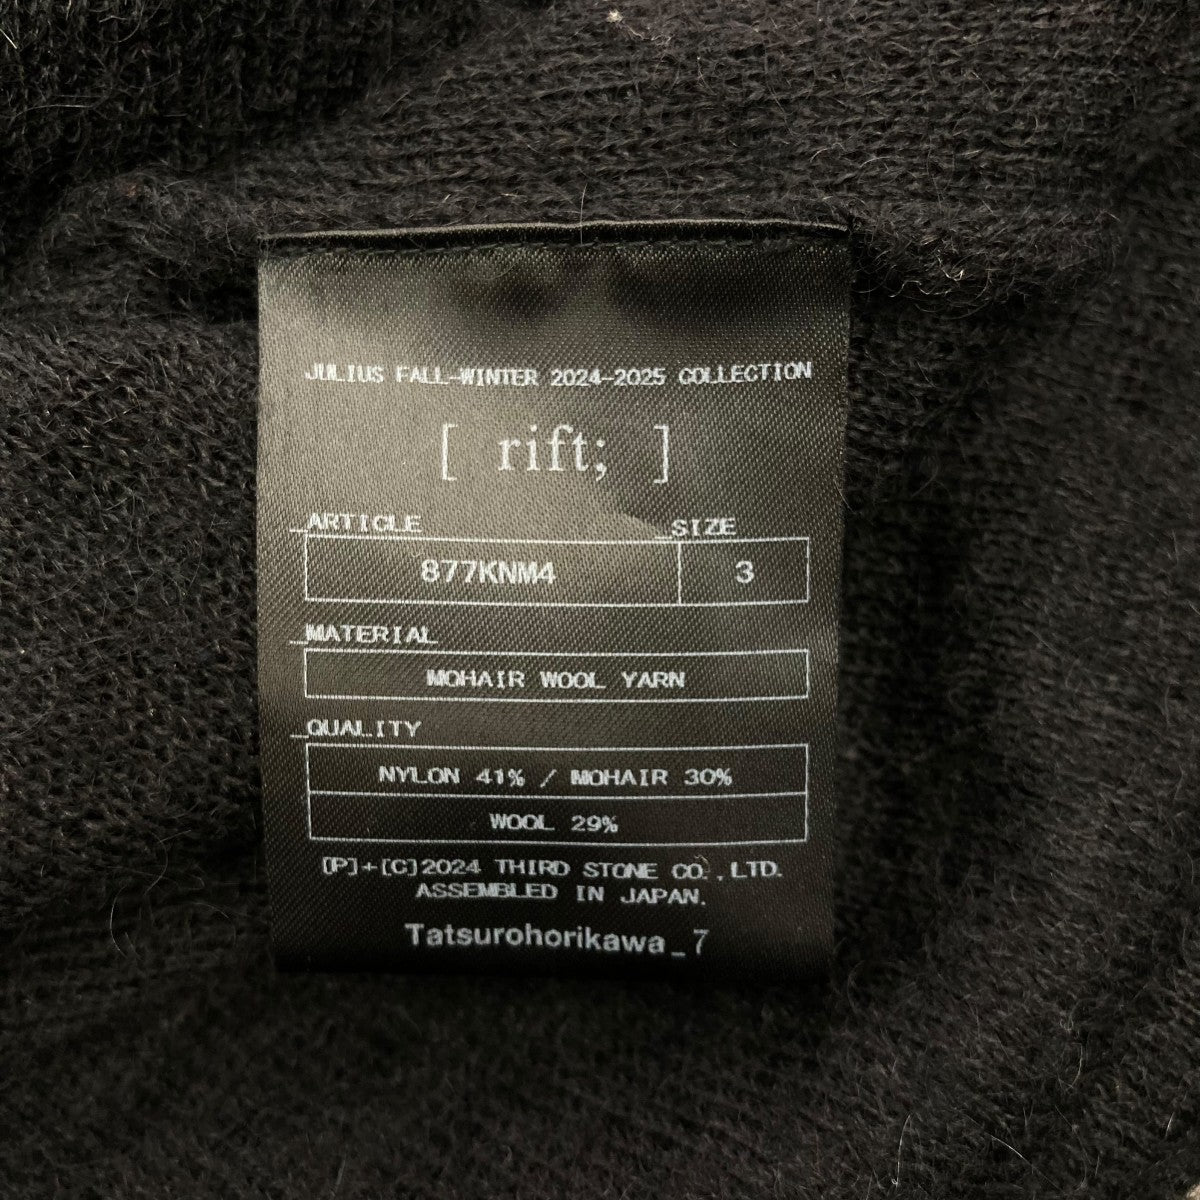 JULIUS FALL-WINTER 2024-2025 COLLECTION
[ rift; ]
_ARTICLE _SIZE
877KNM4 3
_MATERIAL
MOHAIR WOOL YARN
_QUALITY
NYLON 41% / MOHAIR 30%
WOOL 29%
[P]+[C]2024 THIRD STONE CO.,LTD.
ASSEMBLED IN JAPAN.
Tatsurohorikawa_7